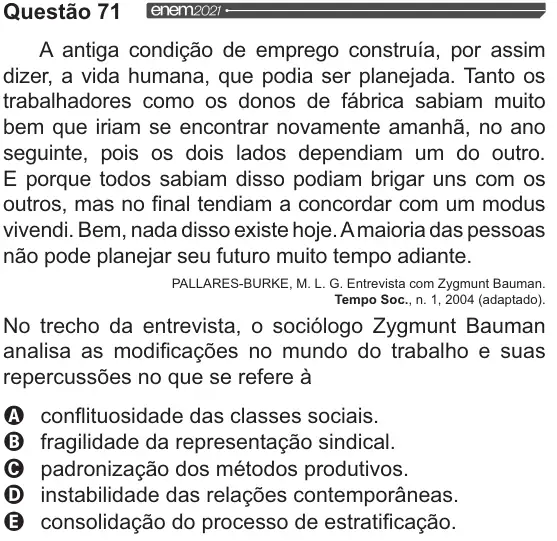 Questão 71 enem2021
A antiga condição de emprego construía, por assim
dizer, a vida humana, que podia ser planejada. Tanto os
trabalhadores como os donos de fábrica sabiam muito
bem que iriam se encontrar novamente amanhã, no ano
seguinte, pois os dois lados dependiam um do outro.
E porque todos sabiam disso podiam brigar uns com os
outros, mas no final tendiam a concordar com um modus
vivendi. Bem, nada disso existe hoje. A maioria das pessoas
não pode planejar seu futuro muito tempo adiante.
PALLARES-BURKE, M. L. G. Entrevista com Zygmunt Bauman.
Tempo Soc., n. 1, 2004 (adaptado).
No trecho da entrevista, o sociólogo Zygmunt Bauman
analisa as modificações no mundo do trabalho e suas
repercussões no que se refere à
A conflituosidade das classes sociais.
B fragilidade da representação sindical.
C padronização dos métodos produtivos.
D instabilidade das relações contemporâneas.
E consolidação do processo de estratificação.